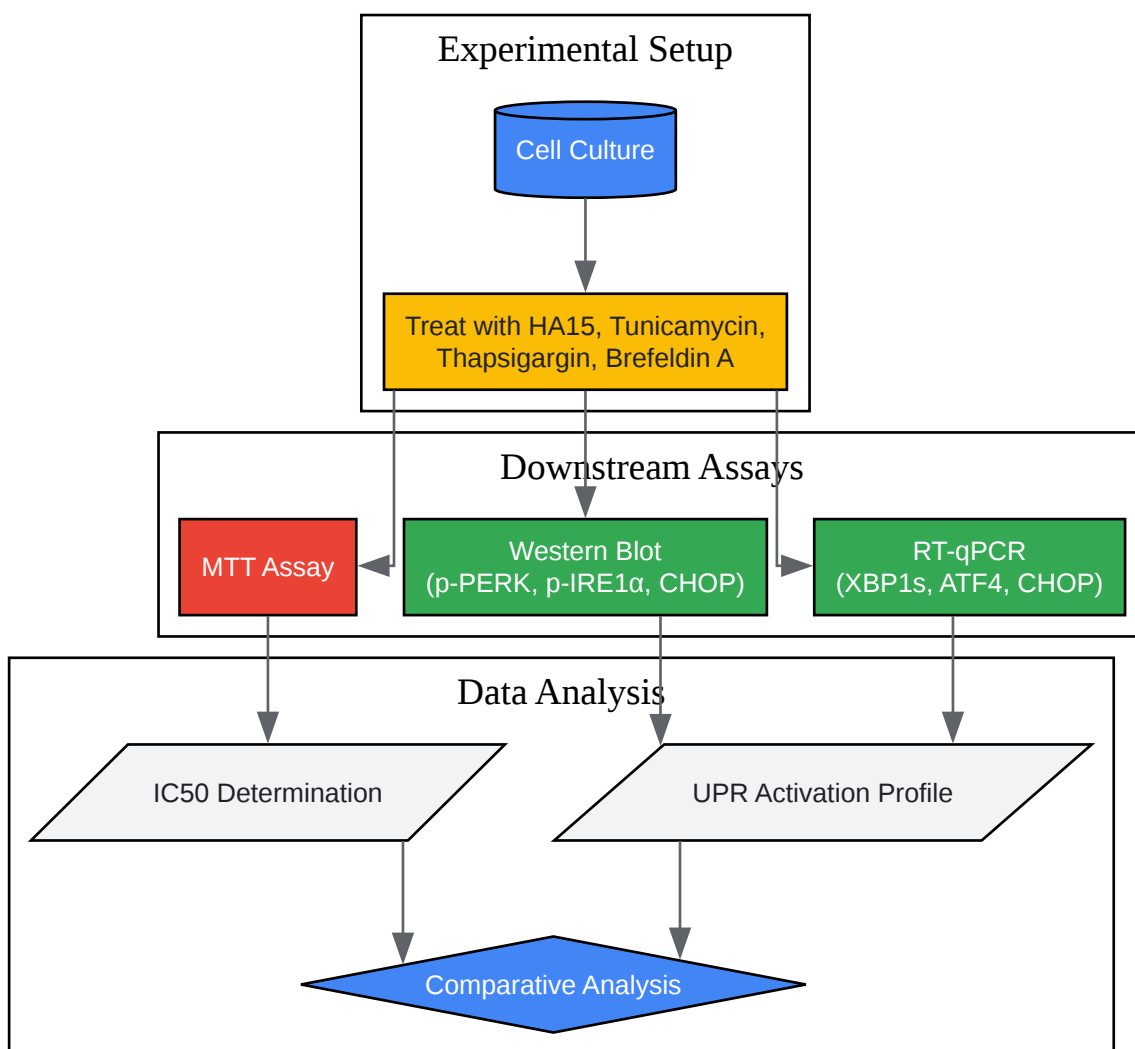 Experimental Setup
Cell Culture
Treat with HA15, Tunicamycin,
Thapsigargin, Brefeldin A
Downstream Assays
MTT Assay
Western Blot
(p-PERK, p-IRE1α, CHOP)
RT-qPCR
(XBP1s, ATF4, CHOP)
Data Analysis
IC50 Determination
UPR Activation Profile
Comparative Analysis